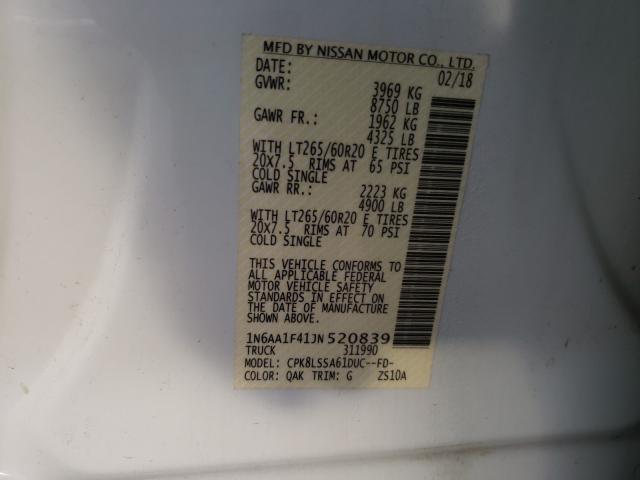 MFD BY NISSAN MOTOR CO., LTD.
DATE: 02/18
GVWR: 3969 KG
8750 LB
GAWR FR.: 1962 KG
4325 LB
WITH LT265/60R20 E TIRES
20X7.5 RIMS AT 65 PSI
COLD SINGLE
GAWR RR.: 2223 KG
4900 LB
WITH LT265/60R20 E TIRES
20X7.5 RIMS AT 70 PSI
COLD SINGLE
THIS VEHICLE CONFORMS TO
ALL APPLICABLE FEDERAL
MOTOR VEHICLE SAFETY
STANDARDS IN EFFECT ON
THE DATE OF MANUFACTURE
SHOWN ABOVE.
1N6AA1F41JN520839
TRUCK 311990
MODEL: CPK8LSSA61DUC--FD-
COLOR: QAK TRIM: G ZS10A